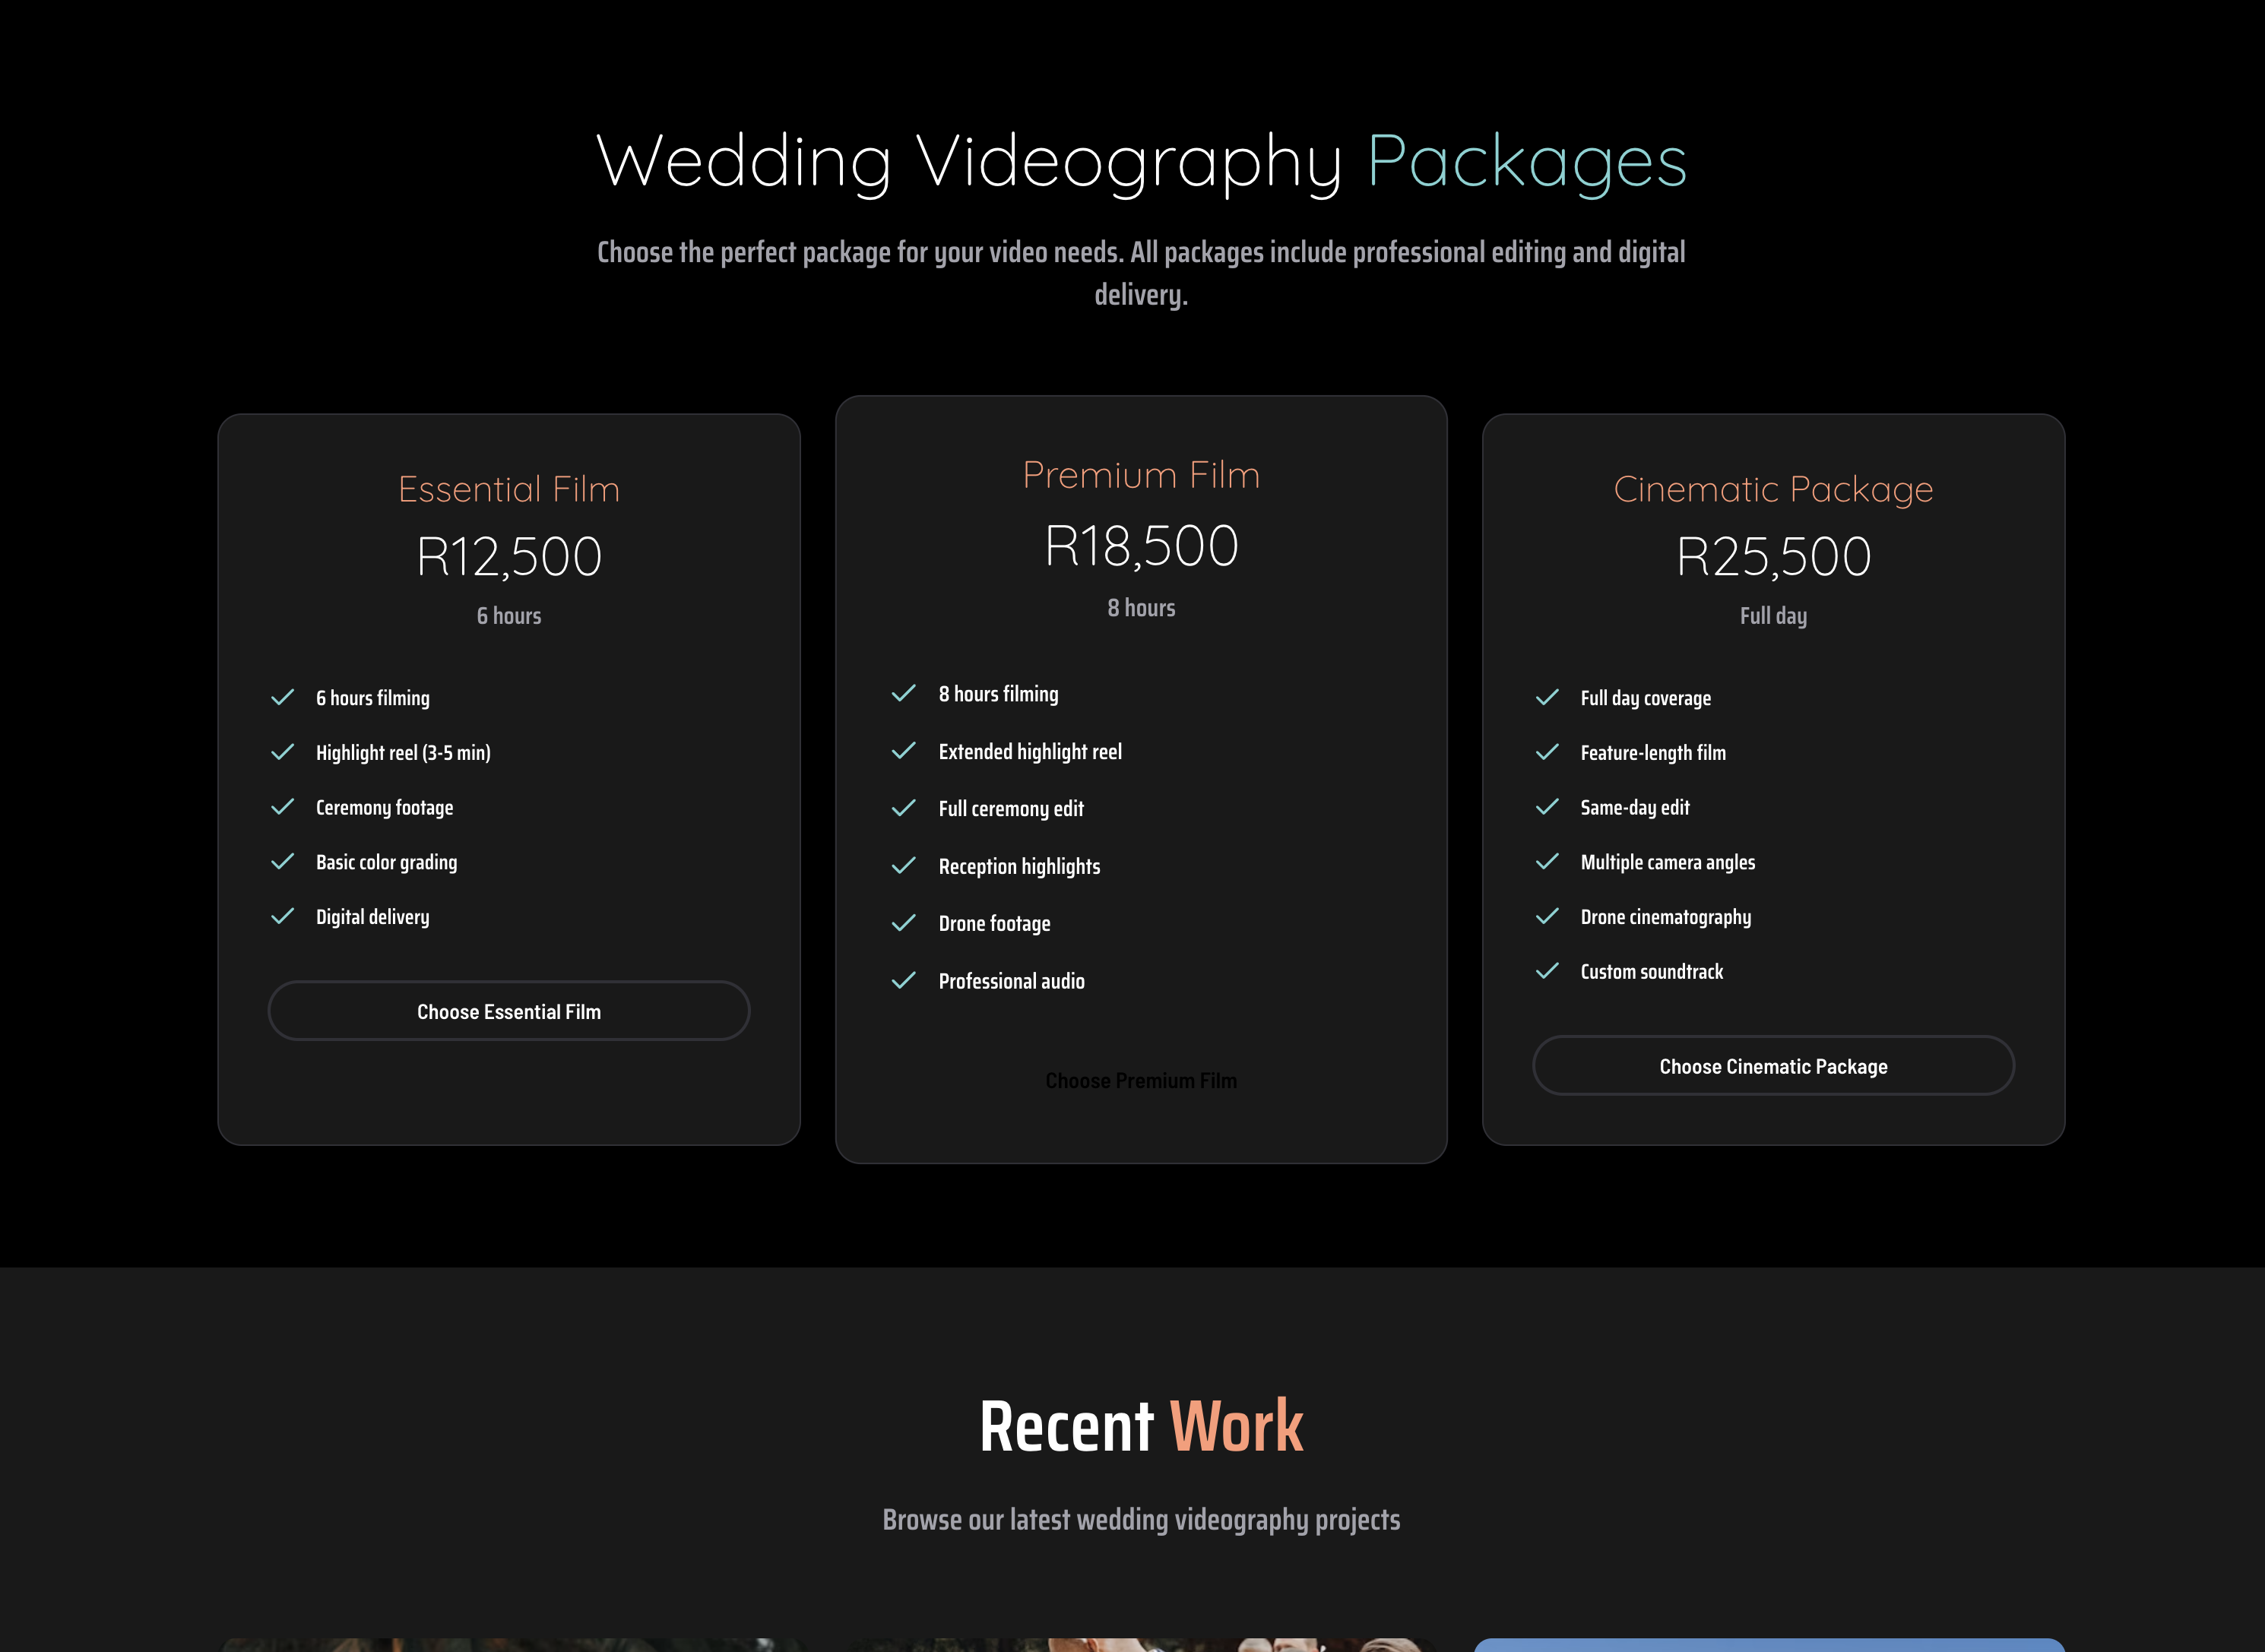 Wedding Videography Packages
Choose the perfect package for your video needs. All packages include professional editing and digital
delivery.
Essential Film
R12,500
6 hours
6 hours filming
Highlight reel (3-5 min)
Ceremony footage
Basic color grading
Digital delivery
Choose Essential Film
Premium Film
R18,500
8 hours
8 hours filming
Extended highlight reel
Full ceremony edit
Reception highlights
Drone footage
Professional audio
Choose Premium Film
Cinematic Package
R25,500
Full day
Full day coverage
Feature-length film
Same-day edit
Multiple camera angles
Drone cinematography
Custom soundtrack
Choose Cinematic Package
Recent Work
Browse our latest wedding videography projects